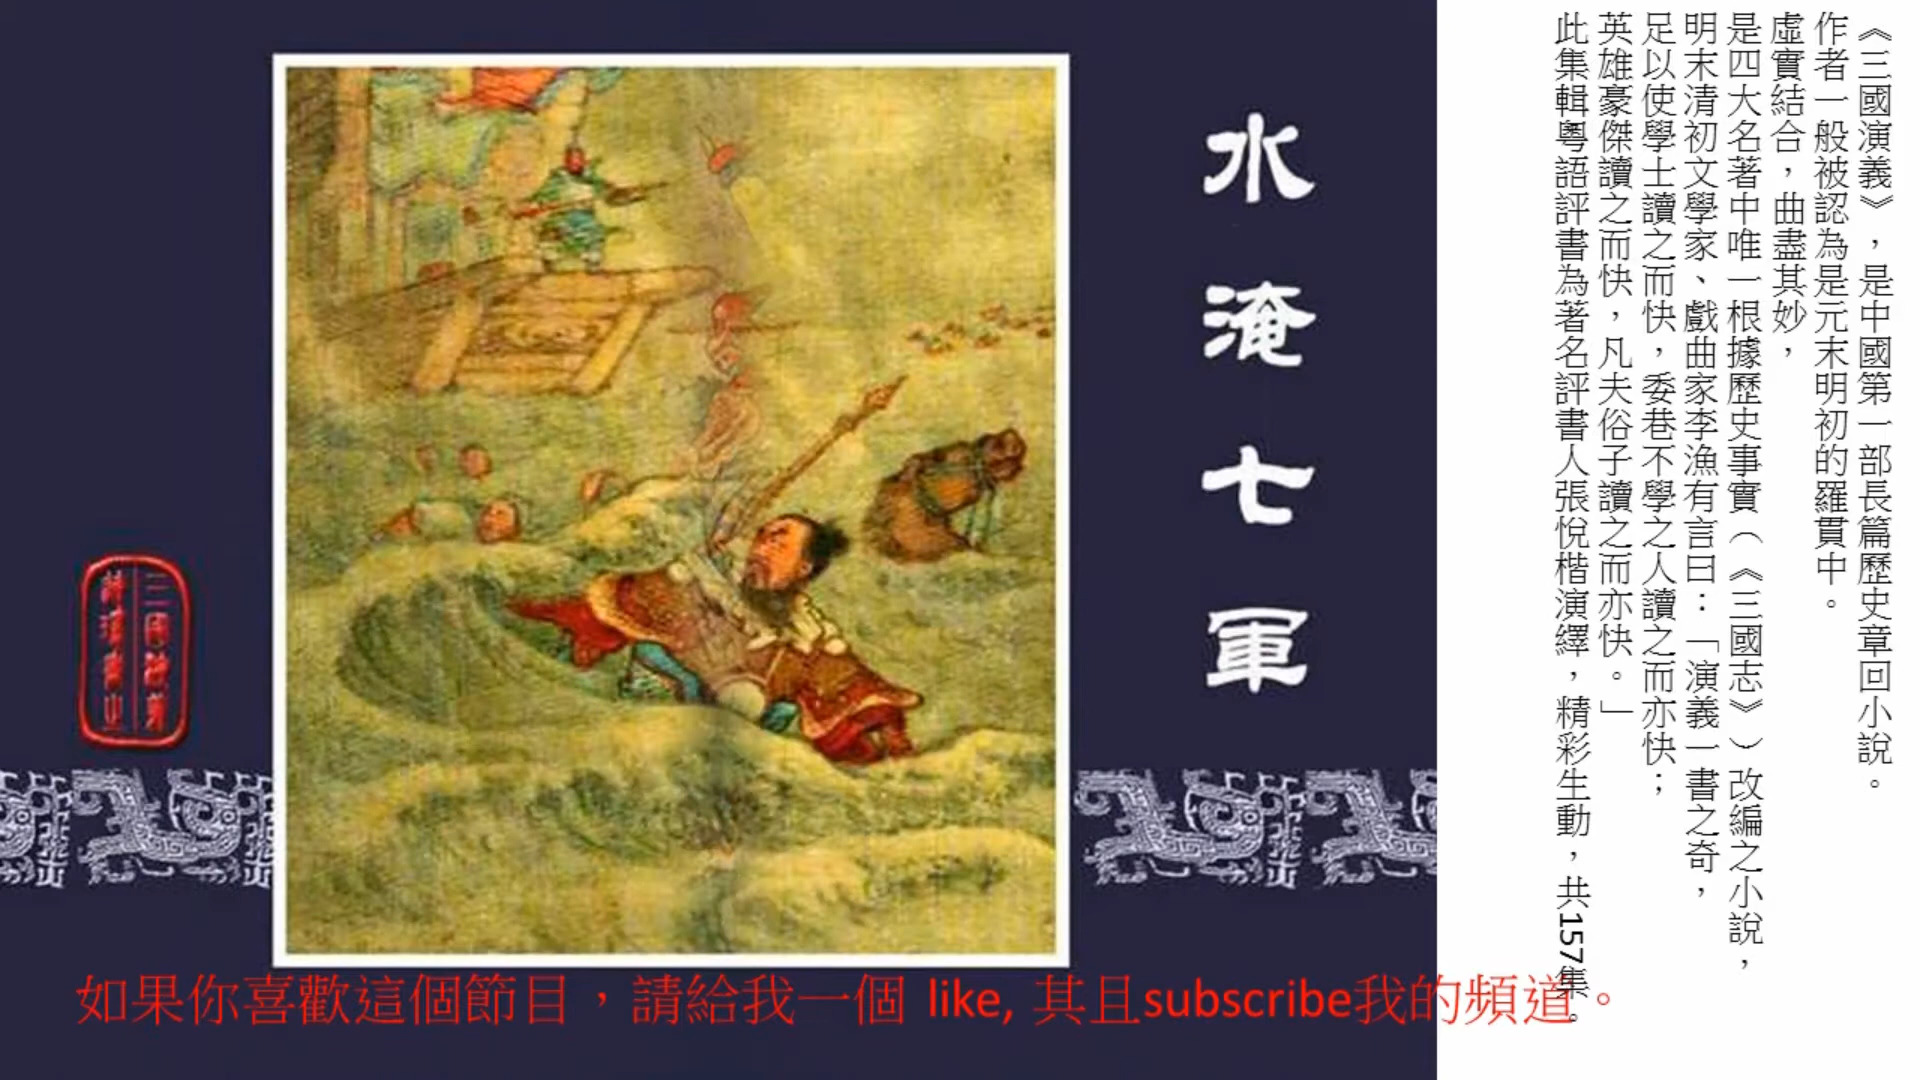 《三國演義》，是中國第一部長篇歷史章回小說。
作者一般被認為是元末明初的羅貫中。
虛實結合，曲盡其妙，
是四大名著中唯一根據歷史事實（《三國志》）改編之小說，
明末清初文學家、戲曲家李漁有言曰：「演義一書之奇，
足以使學士讀之而快，委巷不學之人讀之而亦快；
英雄豪傑讀之而快，凡夫俗子讀之而亦快。」
此集輯粵語評書為著名評書人張悅楷演繹，精彩生動，共157集。
水淹七軍
如果你喜歡這個節目，請給我一個 like, 其且subscribe我的頻道。